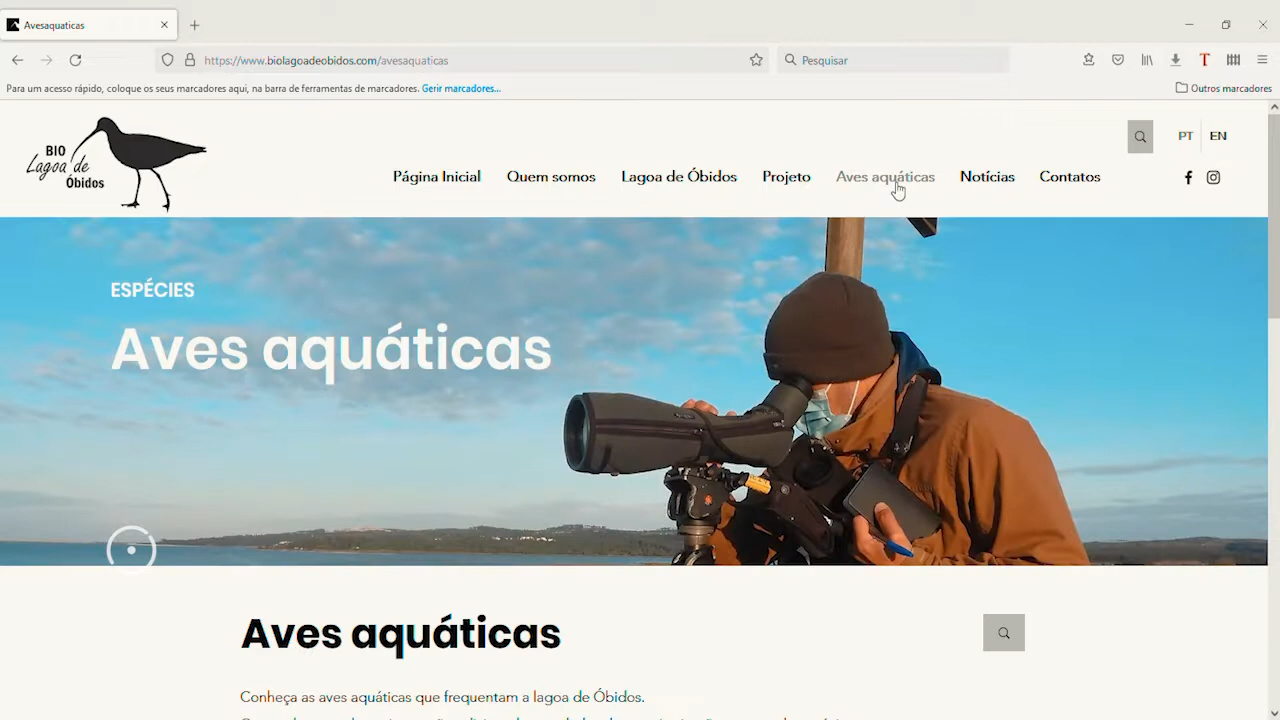 Avesaquaticas
https://www.biolagoadeobidos.com/avesaquaticas
Pesquisar
Para um acesso rápido, coloque os seus marcadores aqui, na barra de ferramentas de marcadores. Gerir marcadores...
Outros marcadores
BIO
Lagoa de
Óbidos
PT
EN
Página Inicial
Quem somos
Lagoa de Óbidos
Projeto
Aves aquáticas
Notícias
Contatos
ESPÉCIES
Aves aquáticas
Aves aquáticas
Conheça as aves aquáticas que frequentam a lagoa de Óbidos.